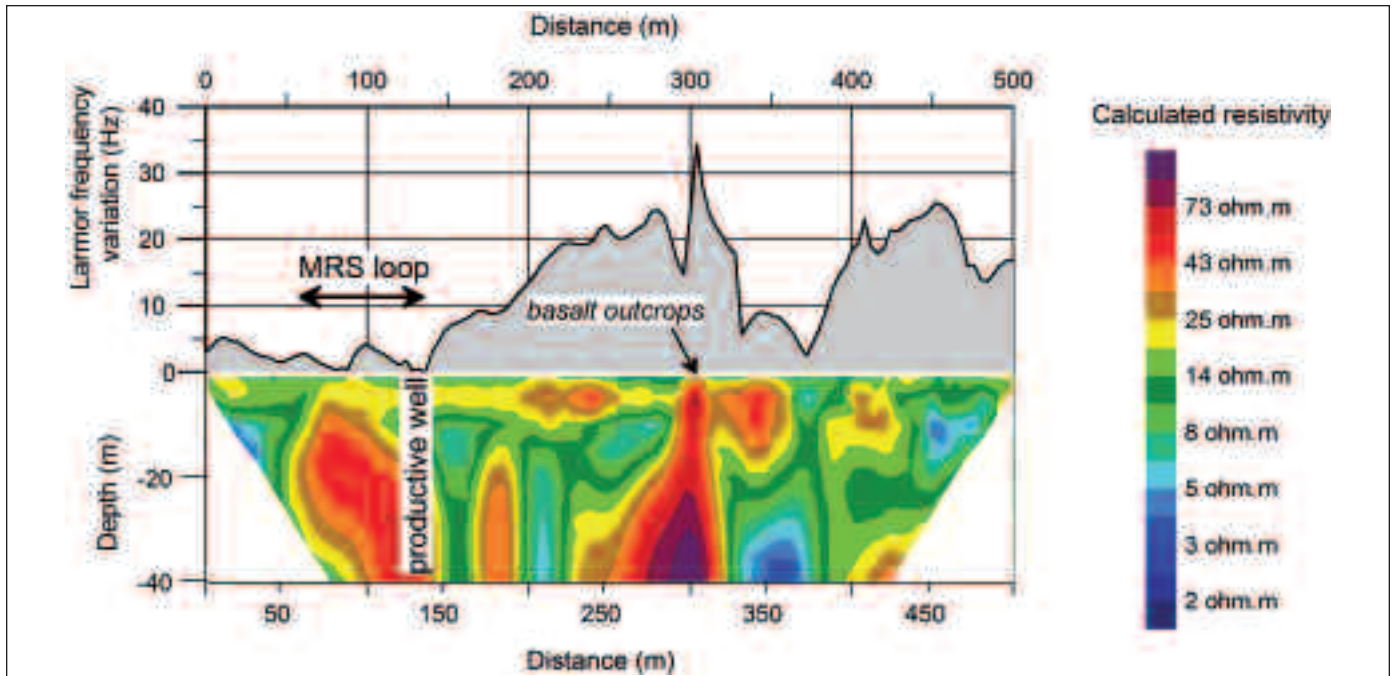 Distance (m)
0 100 200 300 400 500
Larmor frequency
variation (Hz)
40
30
20
10
0
MRS loop
basalt outcrops
productive well
Depth (m)
-20
-40
50 150 250 350 450
Distance (m)
Calculated resistivity
73 ohm.m
43 ohm.m
25 ohm.m
14 ohm.m
8 ohm.m
5 ohm.m
3 ohm.m
2 ohm.m